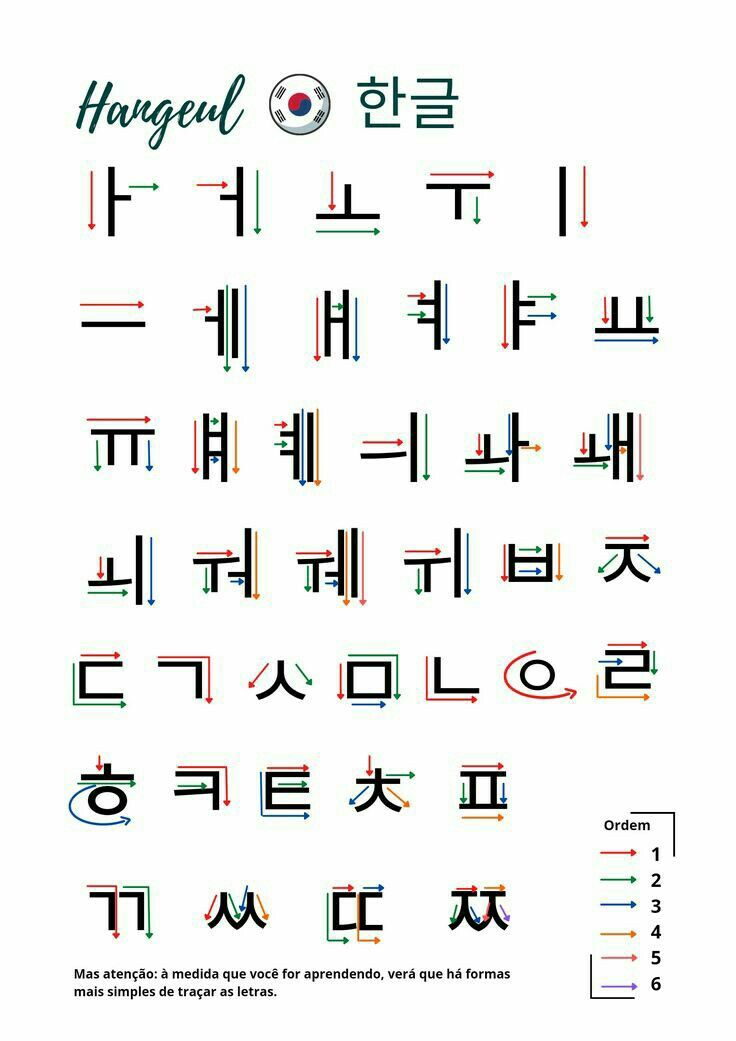 Hangeul 한글
ㅏ ㅓ ㅗ ㅜ ㅣ
ㅡ ㅔ ㅐ ㅕ ㅑ ㅛ
ㅠ ㅒ ㅖ ㅢ ㅘ ㅙ
ㅚ ㅝ ㅞ ㅟ ㅂ ㅈ
ㄷ ㄱ ㅅ ㅁ ㄴ ㅇ ㄹ
ㅎ ㅋ ㅌ ㅊ ㅍ
ㄲ ㅆ ㄸ ㅉ
Ordem
1
2
3
4
5
6
Mas atenção: à medida que você for aprendendo, verá que há formas
mais simples de traçar as letras.